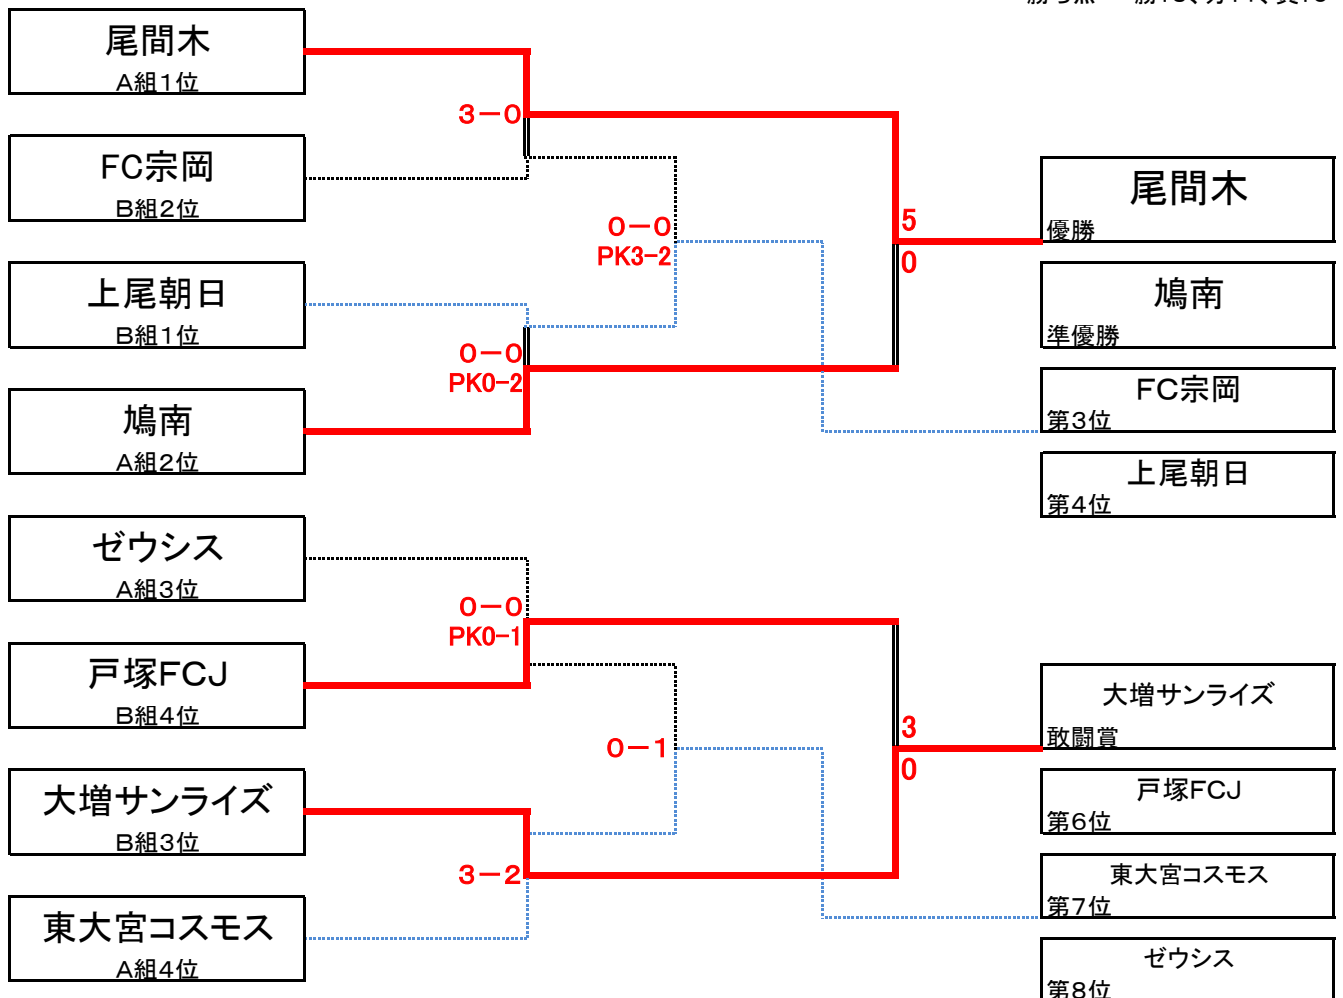 尾間木
A組1位
3－0
FC宗岡
B組2位
0－0
PK3-2
上尾朝日
B組1位
0－0
PK0-2
鳩南
A組2位
5
0
尾間木
優勝
鳩南
準優勝
FC宗岡
第3位
上尾朝日
第4位
ゼウシス
A組3位
0－0
PK0-1
戸塚FCJ
B組4位
0－1
大増サンライズ
B組3位
3－2
東大宮コスモス
A組4位
3
0
大増サンライズ
敢闘賞
戸塚FCJ
第6位
東大宮コスモス
第7位
ゼウシス
第8位